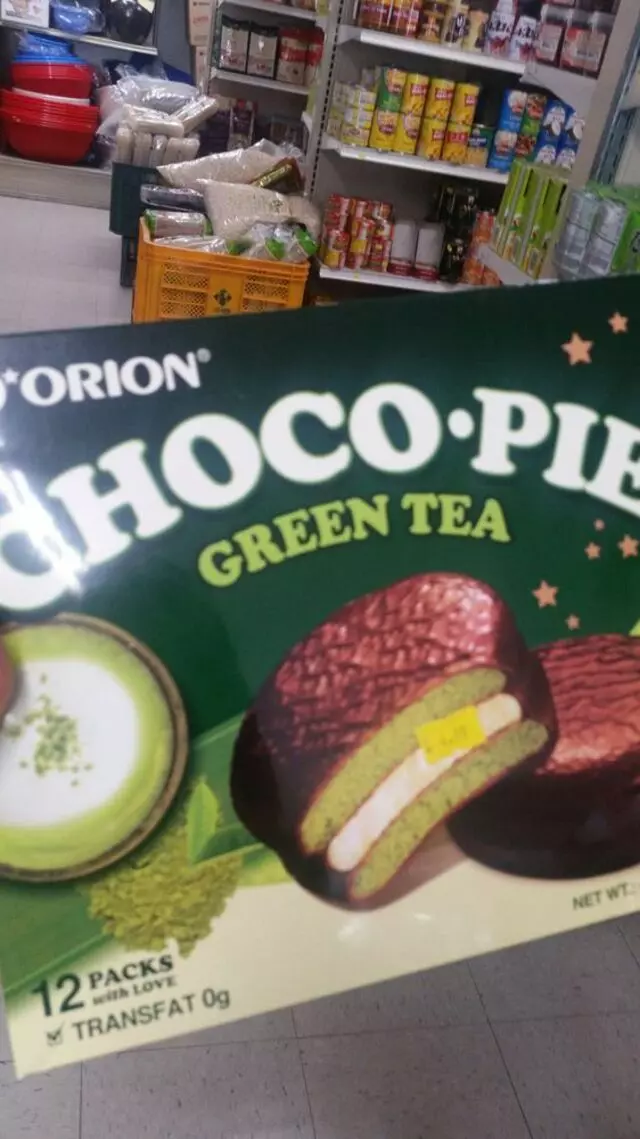 ORION®
CHOCO·PIE
GREEN TEA
12 PACKS
with LOVE
TRANSFAT 0g
NET WT.: